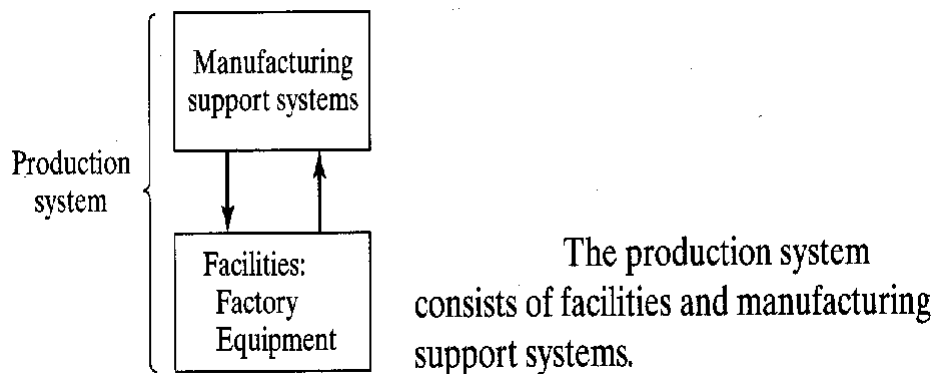 Manufacturing
support systems
Production
system
Facilities:
Factory
Equipment
The production system
consists of facilities and manufacturing
support systems.